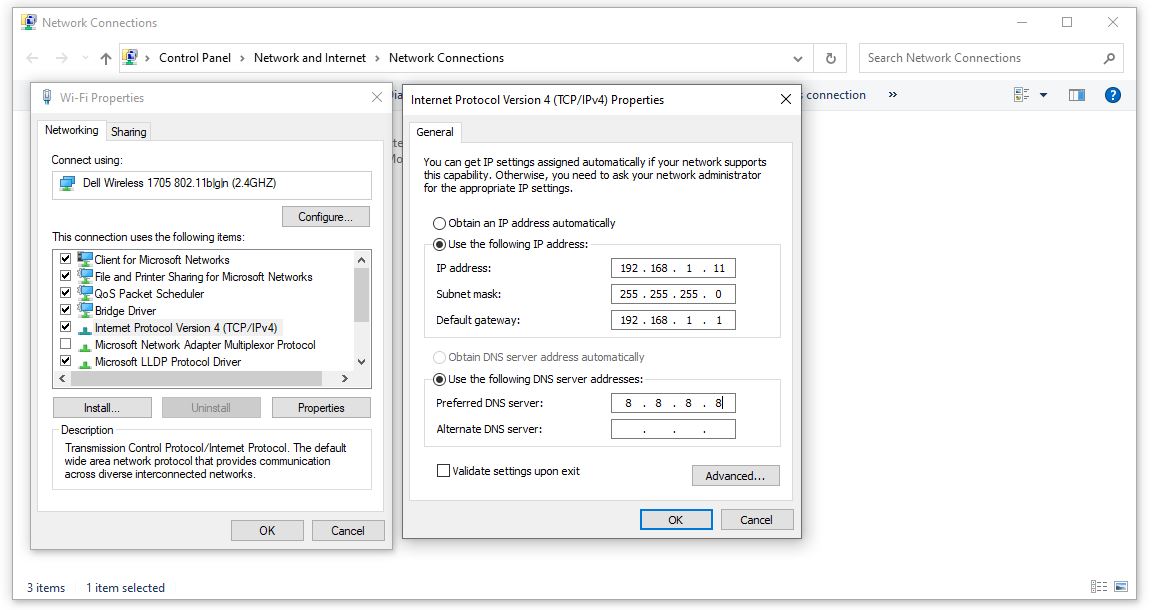 Network Connections
Control Panel > Network and Internet > Network Connections
Search Network Connections
s connection »
Wi-Fi Properties
Networking
Sharing
Connect using:
Dell Wireless 1705 802.11b|g|n (2.4GHZ)
Configure...
This connection uses the following items:
Client for Microsoft Networks
File and Printer Sharing for Microsoft Networks
QoS Packet Scheduler
Bridge Driver
Internet Protocol Version 4 (TCP/IPv4)
Microsoft Network Adapter Multiplexor Protocol
Microsoft LLDP Protocol Driver
Install...
Uninstall
Properties
Description
Transmission Control Protocol/Internet Protocol. The default
wide area network protocol that provides communication
across diverse interconnected networks.
OK
Cancel
Internet Protocol Version 4 (TCP/IPv4) Properties
General
You can get IP settings assigned automatically if your network supports
this capability. Otherwise, you need to ask your network administrator
for the appropriate IP settings.
Obtain an IP address automatically
Use the following IP address:
IP address: 192 . 168 . 1 . 11
Subnet mask: 255 . 255 . 255 . 0
Default gateway: 192 . 168 . 1 . 1
Obtain DNS server address automatically
Use the following DNS server addresses:
Preferred DNS server: 8 . 8 . 8 . 8
Alternate DNS server: . . .
Validate settings upon exit
Advanced...
OK
Cancel
3 items
1 item selected